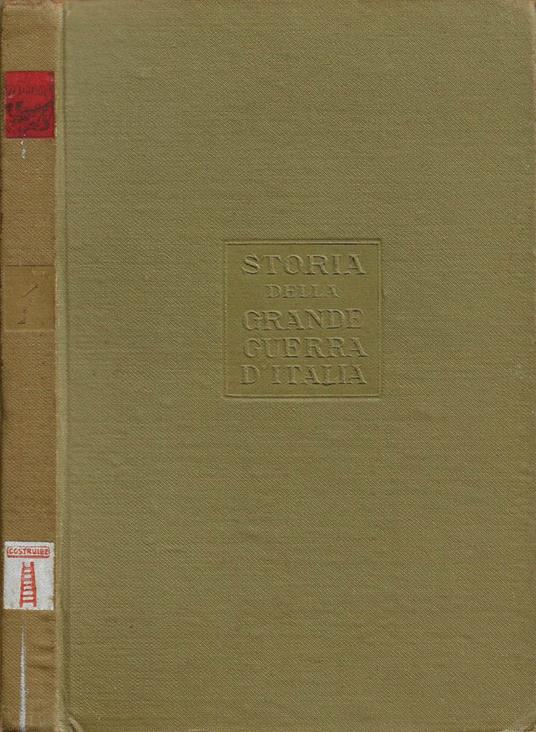 STORIA
DELLA
GRANDE
GUERRA
D'ITALIA
COSTRUIRE